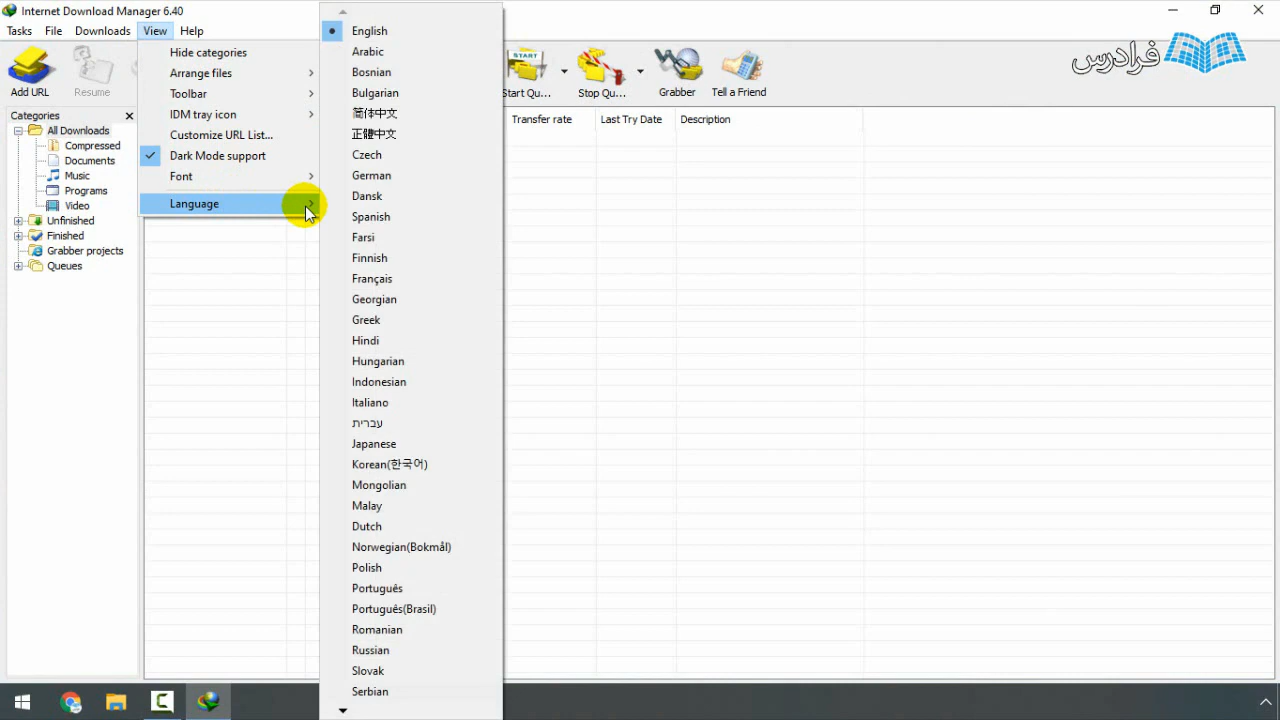 Internet Download Manager 6.40
Tasks File Downloads View Help
فرادرس
Add URL
Resume
Start Qu...
Stop Qu...
Grabber
Tell a Friend
Categories
All Downloads
Compressed
Documents
Music
Programs
Video
Unfinished
Finished
Grabber projects
Queues
Hide categories
Arrange files
Toolbar
IDM tray icon
Customize URL List...
Dark Mode support
Font
Language
English
Arabic
Bosnian
Bulgarian
简体中文
正體中文
Czech
German
Dansk
Spanish
Farsi
Finnish
Français
Georgian
Greek
Hindi
Hungarian
Indonesian
Italiano
עברית
Japanese
Korean(한국어)
Mongolian
Malay
Dutch
Norwegian(Bokmål)
Polish
Português
Português(Brasil)
Romanian
Russian
Slovak
Serbian
Transfer rate
Last Try Date
Description
START